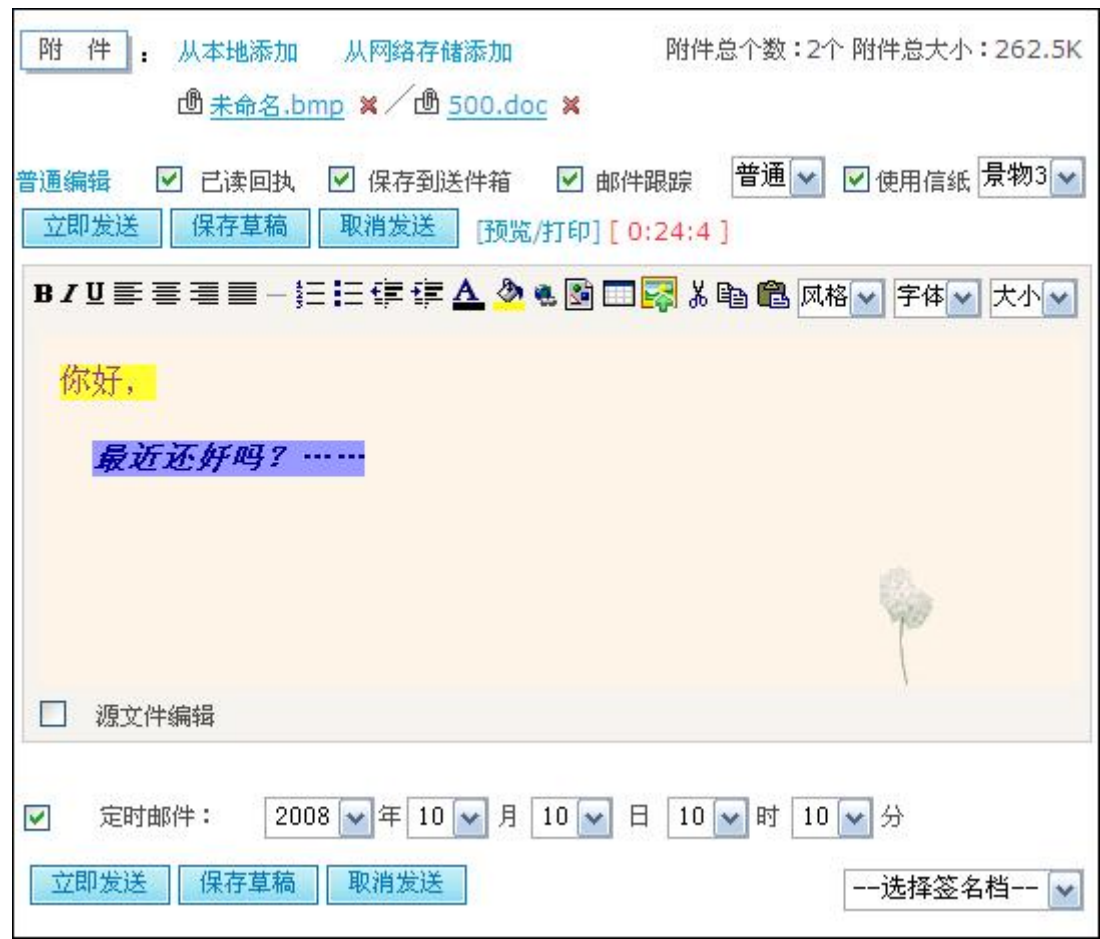 附 件 ： 从本地添加 从网络存储添加 附件总个数：2个 附件总大小：262.5K
未命名.bmp ／ 500.doc
普通编辑 已读回执 保存到送件箱 邮件跟踪 普通 使用信纸 景物3
立即发送 保存草稿 取消发送 [预览/打印] [ 0:24:4 ]
B I U A 风格 字体 大小
你好，
最近还好吗？……
源文件编辑
定时邮件： 2008 年 10 月 10 日 10 时 10 分
立即发送 保存草稿 取消发送 --选择签名档--